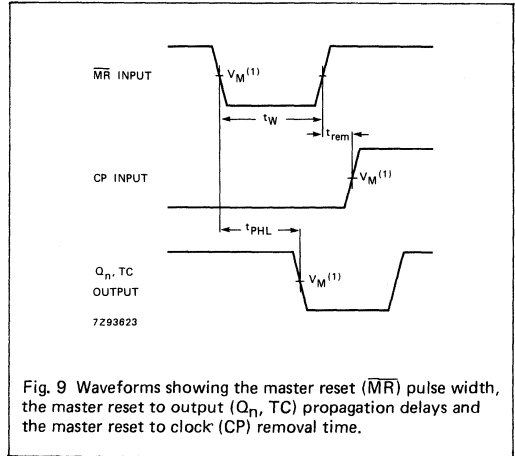 M̅R̅ INPUT
VM(1)
tW
trem
CP INPUT
VM(1)
tPHL
Qn, TC
OUTPUT
VM(1)
7Z93623
Fig. 9 Waveforms showing the master reset (M̅R̅) pulse width,
the master reset to output (Qn, TC) propagation delays and
the master reset to clock (CP) removal time.